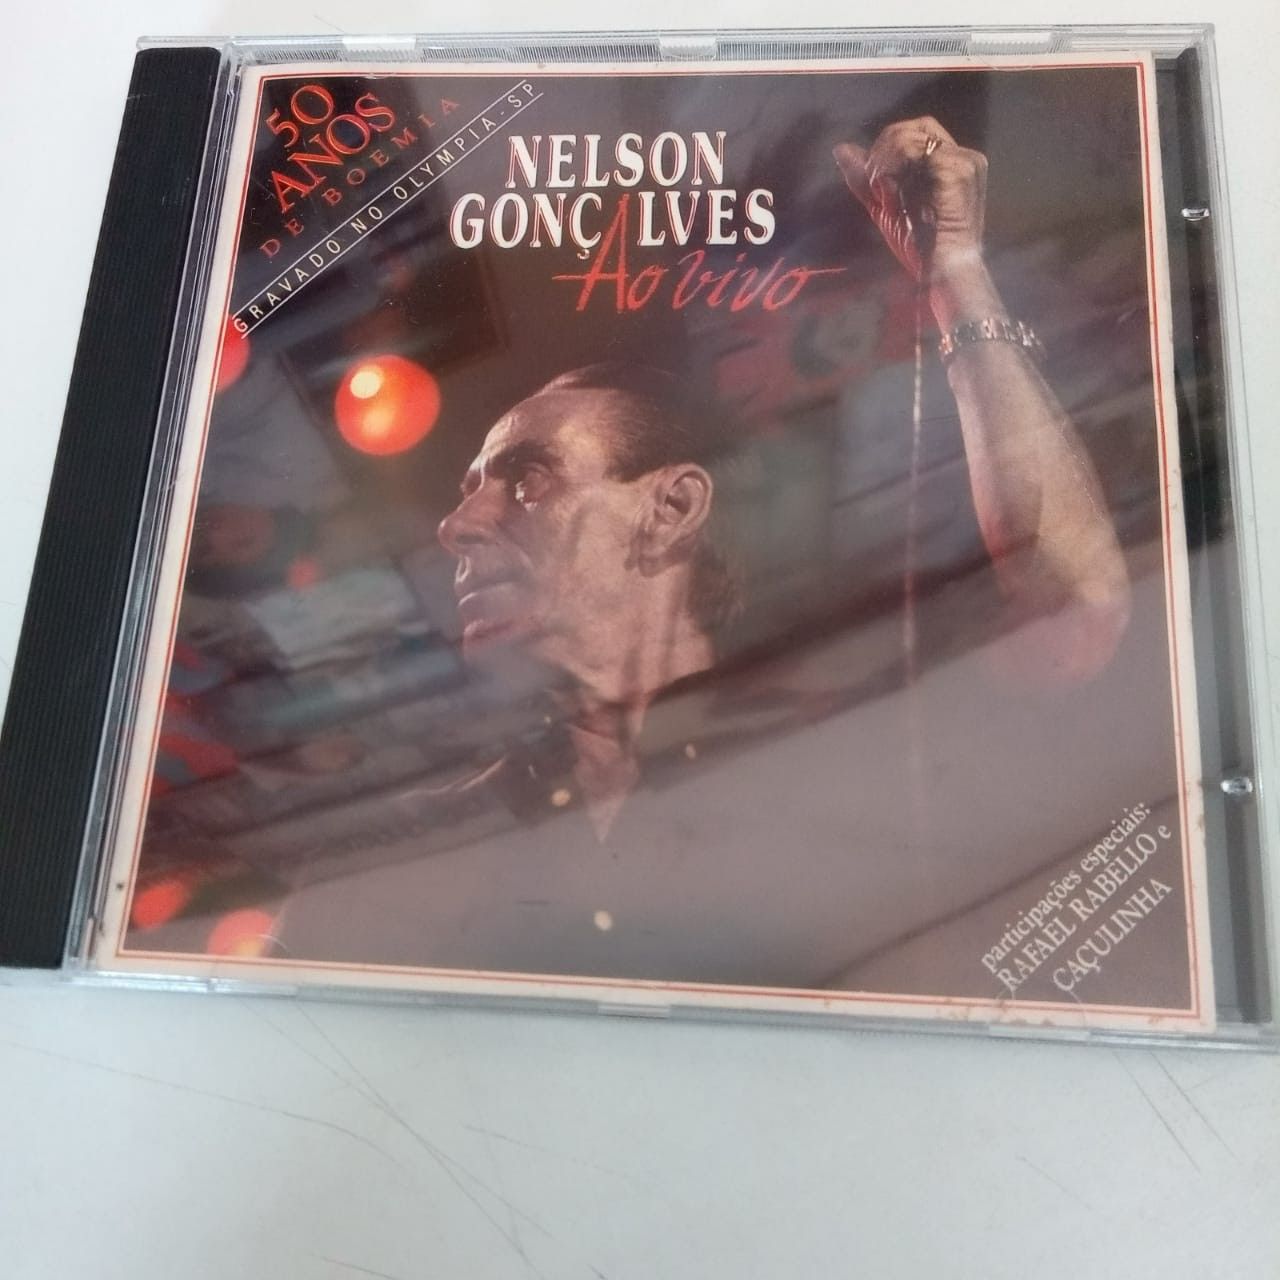 50
ANOS
DE BOEMIA
GRAVADO NO OLYMPIA-SP
NELSON
GONÇALVES
Ao vivo
participações especiais:
RAFAEL RABELLO e
CAÇULINHA